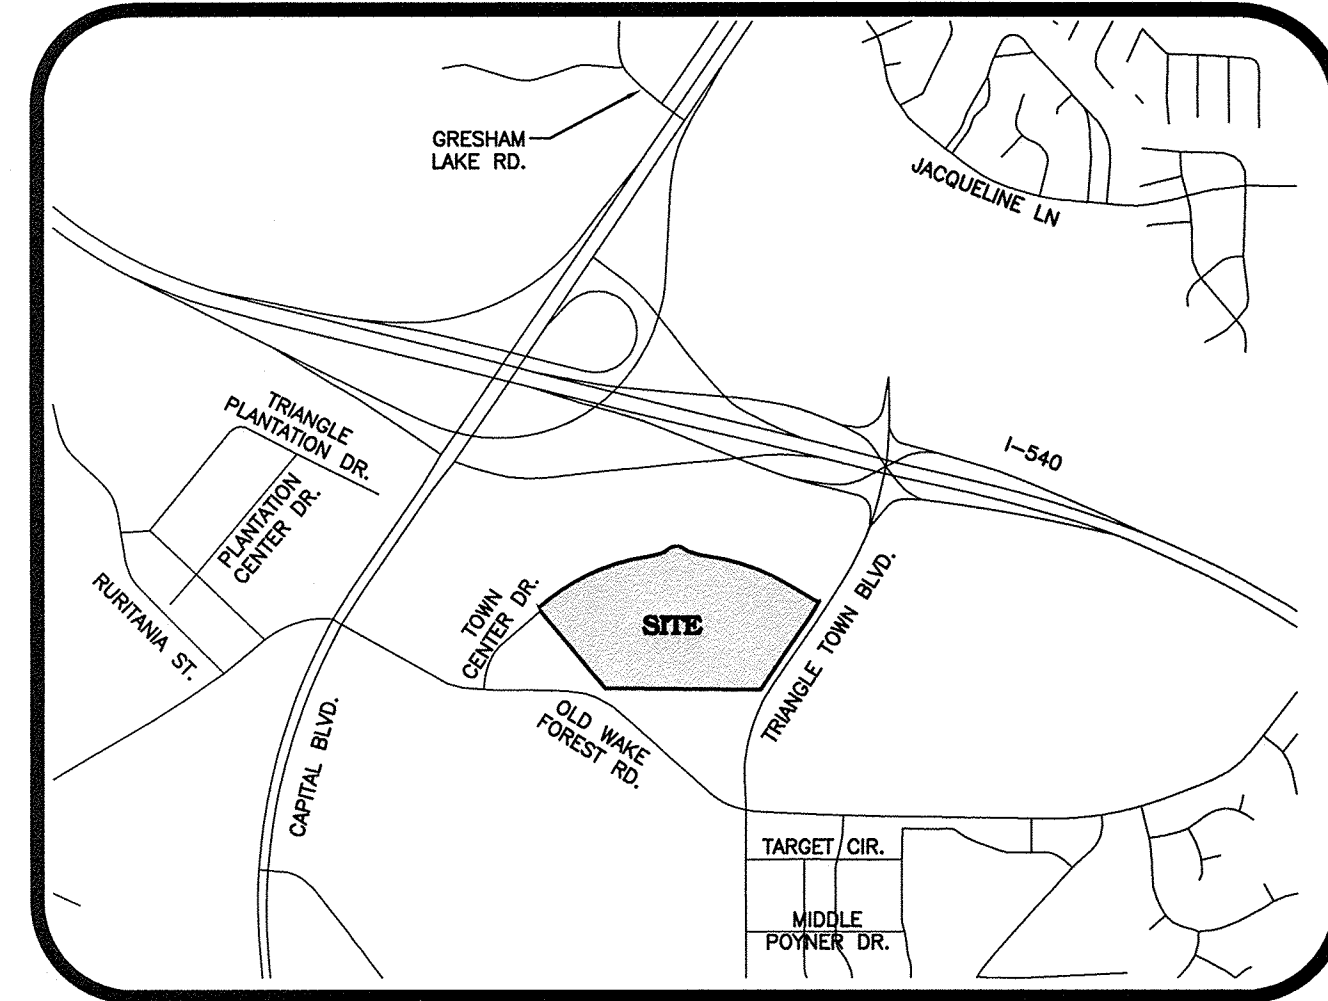 GRESHAM
LAKE RD.
JACQUELINE LN
TRIANGLE
PLANTATION DR.
I-540
PLANTATION
CENTER DR.
RURITANIA ST.
TOWN
CENTER DR.
SITE
TRIANGLE TOWN BLVD.
CAPITAL BLVD.
OLD WAKE
FOREST RD.
TARGET CIR.
MIDDLE
POYNER DR.